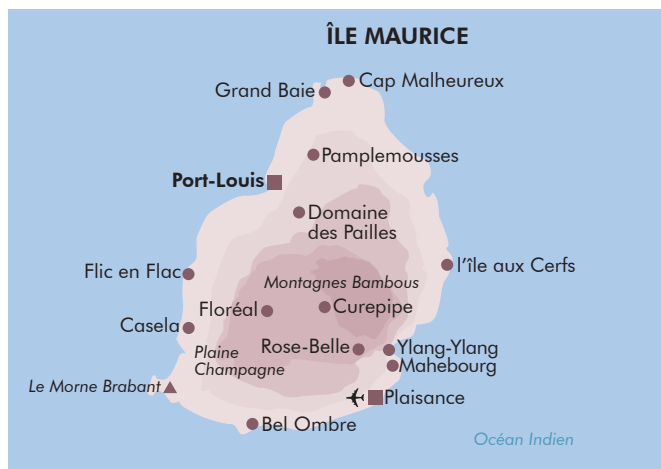 ÎLE MAURICE
Cap Malheureux
Grand Baie
Pamplemousses
Port-Louis
Domaine
des Pailles
l'île aux Cerfs
Flic en Flac
Montagnes Bambous
Floréal
Curepipe
Casela
Rose-Belle
Ylang-Ylang
Plaine
Champagne
Mahebourg
Le Morne Brabant
Plaisance
Bel Ombre
Océan Indien